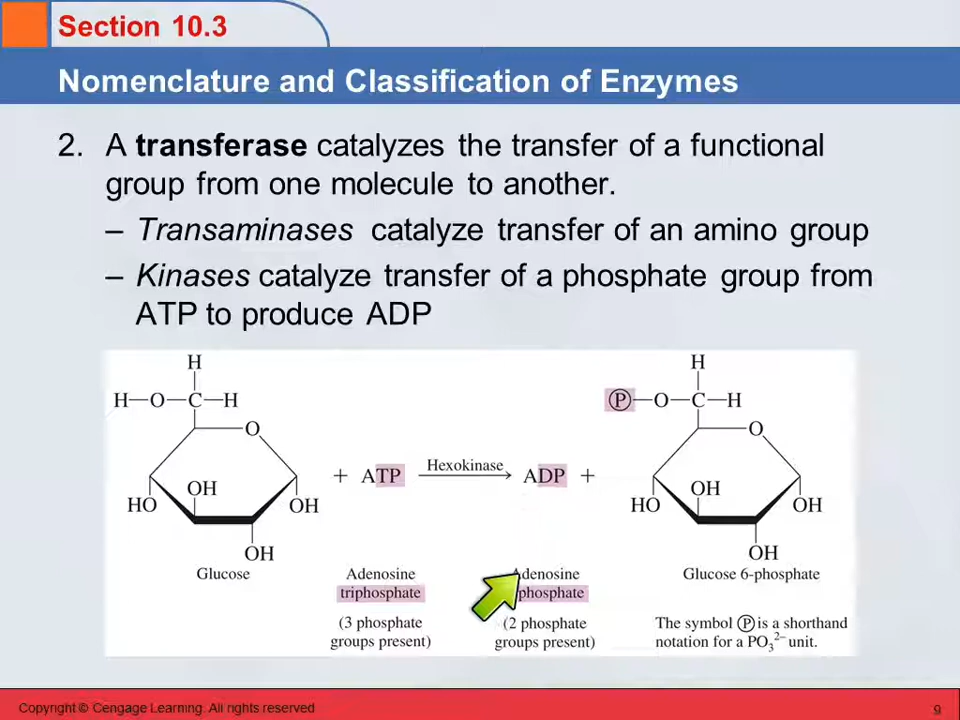 Section 10.3
Nomenclature and Classification of Enzymes
2. A transferase catalyzes the transfer of a functional
group from one molecule to another.
– Transaminases catalyze transfer of an amino group
– Kinases catalyze transfer of a phosphate group from
ATP to produce ADP
H
H—O—C—H
O
OH
HO
OH
OH
Glucose
+ ATP
Hexokinase
ADP +
H
P—O—C—H
O
OH
HO
OH
OH
Glucose 6-phosphate
Adenosine
triphosphate
(3 phosphate
groups present)
phosphate
(2 phosphate
groups present)
The symbol Ⓟ is a shorthand
notation for a PO₃²⁻ unit.
Copyright © Cengage Learning. All rights reserved
9